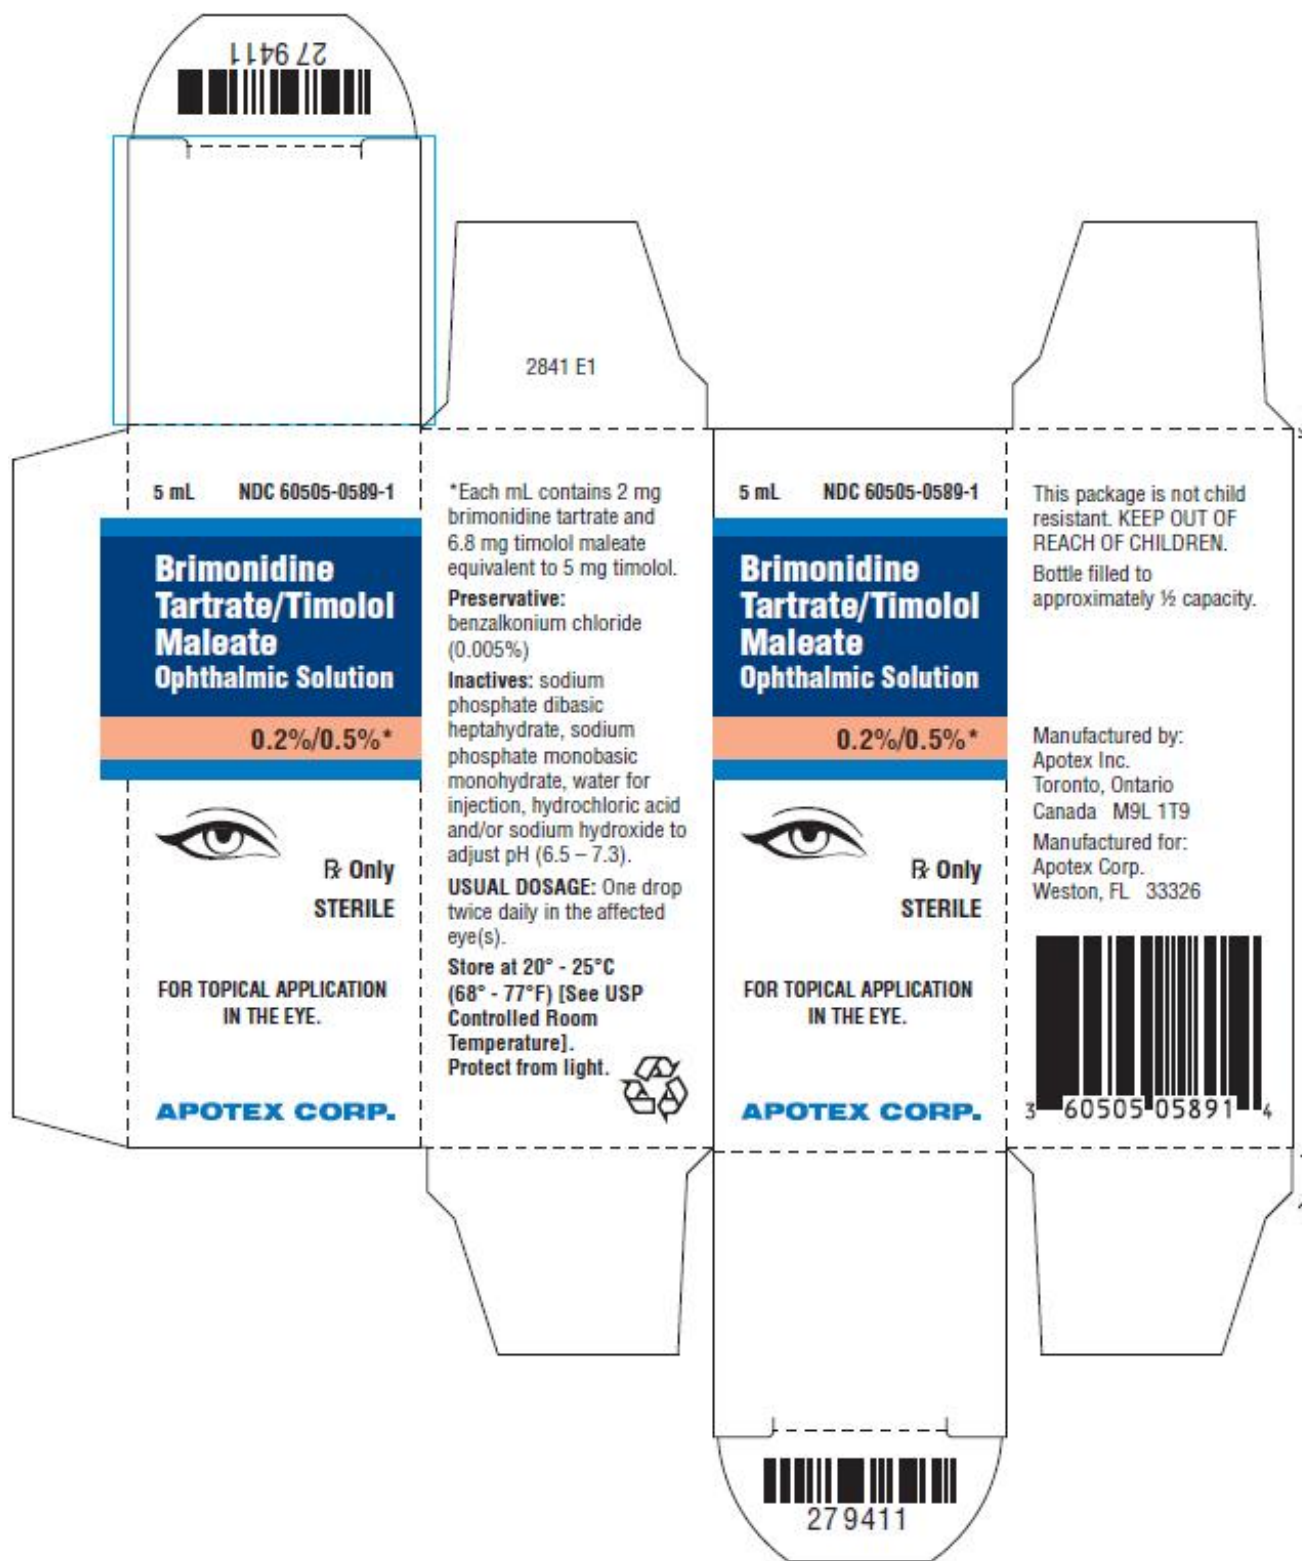 279411
2841 E1
5 mL NDC 60505-0589-1
Brimonidine
Tartrate/Timolol
Maleate
Ophthalmic Solution
0.2%/0.5%*
℞ Only
STERILE
FOR TOPICAL APPLICATION
IN THE EYE.
APOTEX CORP.
*Each mL contains 2 mg
brimonidine tartrate and
6.8 mg timolol maleate
equivalent to 5 mg timolol.
Preservative:
benzalkonium chloride
(0.005%)
Inactives: sodium
phosphate dibasic
heptahydrate, sodium
phosphate monobasic
monohydrate, water for
injection, hydrochloric acid
and/or sodium hydroxide to
adjust pH (6.5 – 7.3).
USUAL DOSAGE: One drop
twice daily in the affected
eye(s).
Store at 20° - 25°C
(68° - 77°F) [See USP
Controlled Room
Temperature].
Protect from light.
5 mL NDC 60505-0589-1
Brimonidine
Tartrate/Timolol
Maleate
Ophthalmic Solution
0.2%/0.5%*
℞ Only
STERILE
FOR TOPICAL APPLICATION
IN THE EYE.
APOTEX CORP.
This package is not child
resistant. KEEP OUT OF
REACH OF CHILDREN.
Bottle filled to
approximately ½ capacity.
Manufactured by:
Apotex Inc.
Toronto, Ontario
Canada M9L 1T9
Manufactured for:
Apotex Corp.
Weston, FL 33326
3 60505 05891 4
279411